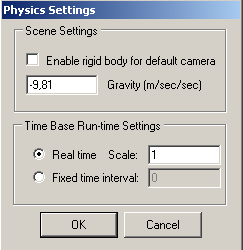 Physics Settings
Scene Settings
Enable rigid body for default camera
-9,81 Gravity (m/sec/sec)
Time Base Run-time Settings
Real time Scale: 1
Fixed time interval: 0
OK Cancel